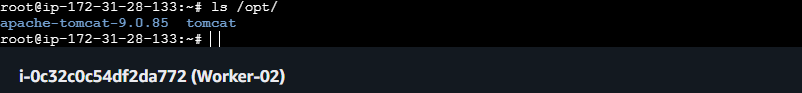 root@ip-172-31-28-133:~# ls /opt/
apache-tomcat-9.0.85  tomcat
root@ip-172-31-28-133:~#
i-0c32c0c54df2da772 (Worker-02)